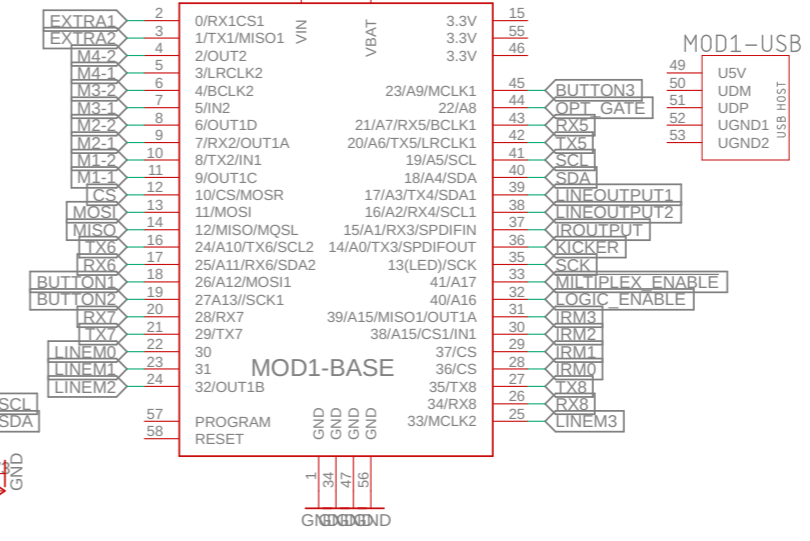 EXTRA1 2 0/RX1CS1 VIN VBAT 3.3V 15
EXTRA2 3 1/TX1/MISO1 3.3V 55
M4-2 4 2/OUT2 3.3V 46
M4-1 5 3/LRCLK2
M3-2 6 4/BCLK2 23/A9/MCLK1 45 BUTTON3
M3-1 7 5/IN2 22/A8 44 OPT_GATE
M2-2 8 6/OUT1D 21/A7/RX5/BCLK1 43 RX5
M2-1 9 7/RX2/OUT1A 20/A6/TX5/LRCLK1 42 TX5
M1-2 10 8/TX2/IN1 19/A5/SCL 41 SCL
M1-1 11 9/OUT1C 18/A4/SDA 40 SDA
CS 12 10/CS/MOSR 17/A3/TX4/SDA1 39 LINEOUTPUT1
MOSI 13 11/MOSI 16/A2/RX4/SCL1 38 LINEOUTPUT2
MISO 14 12/MISO/MQSL 15/A1/RX3/SPDIFIN 37 IROUTPUT
TX6 16 24/A10/TX6/SCL2 14/A0/TX3/SPDIFOUT 36 KICKER
RX6 17 25/A11/RX6/SDA2 13(LED)/SCK 35 SCK
BUTTON1 18 26/A12/MOSI1 41/A17 33 MILTIPLEX_ENABLE
BUTTON2 19 27A13//SCK1 40/A16 32 LOGIC_ENABLE
RX7 20 28/RX7 39/A15/MISO1/OUT1A 31 IRM3
TX7 21 29/TX7 38/A15/CS1/IN1 30 IRM2
LINEM0 22 30 37/CS 29 IRM1
LINEM1 23 31 36/CS 28 IRM0
LINEM2 24 32/OUT1B 35/TX8 27 TX8
34/RX8 26 RX8
33/MCLK2 25 LINEM3
MOD1-BASE
57 PROGRAM
58 RESET
GND GND GND GND
1 34 47 56
GND GND GND GND
MOD1-USB
49 U5V
50 UDM
51 UDP
52 UGND1
53 UGND2
USB HOST
SCL
SDA
GND